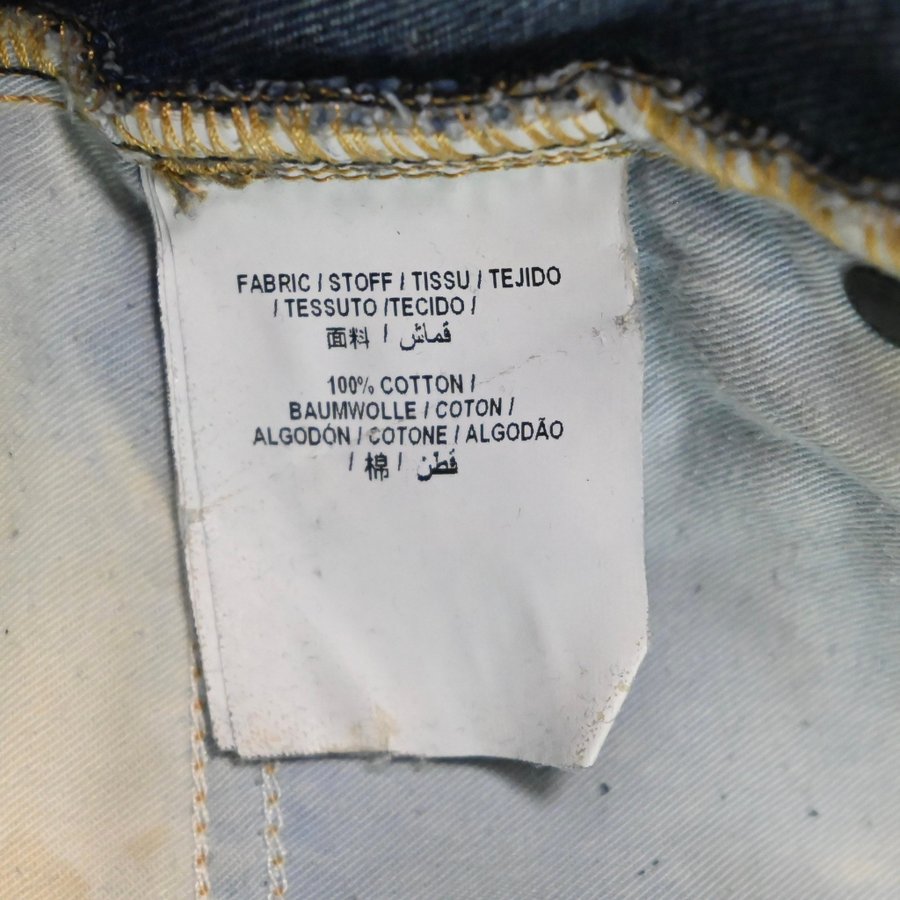 FABRIC / STOFF / TISSU / TEJIDO
/ TESSUTO /TECIDO /
面料 / قماش
100% COTTON /
BAUMWOLLE / COTON /
ALGODÓN / COTONE / ALGODÃO
/ 棉 / قطن